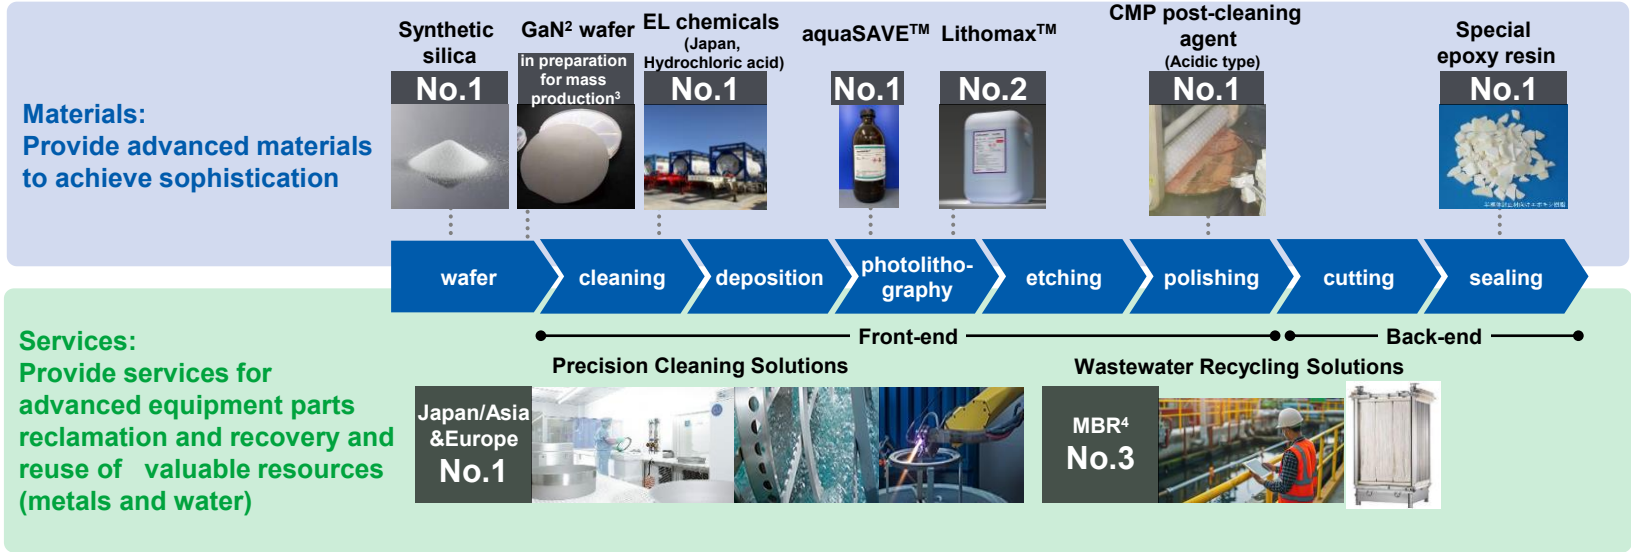 Materials:
Provide advanced materials
to achieve sophistication
Synthetic
silica
No.1
GaN² wafer
in preparation
for mass
production³
EL chemicals
(Japan,
Hydrochloric acid)
No.1
aquaSAVE™
No.1
Lithomax™
No.2
CMP post-cleaning
agent
(Acidic type)
No.1
Special
epoxy resin
No.1
wafer
cleaning
deposition
photolitho-
graphy
etching
polishing
cutting
sealing
Front-end
Back-end
Services:
Provide services for
advanced equipment parts
reclamation and recovery and
reuse of valuable resources
(metals and water)
Precision Cleaning Solutions
Japan/Asia
&Europe
No.1
Wastewater Recycling Solutions
MBR⁴
No.3